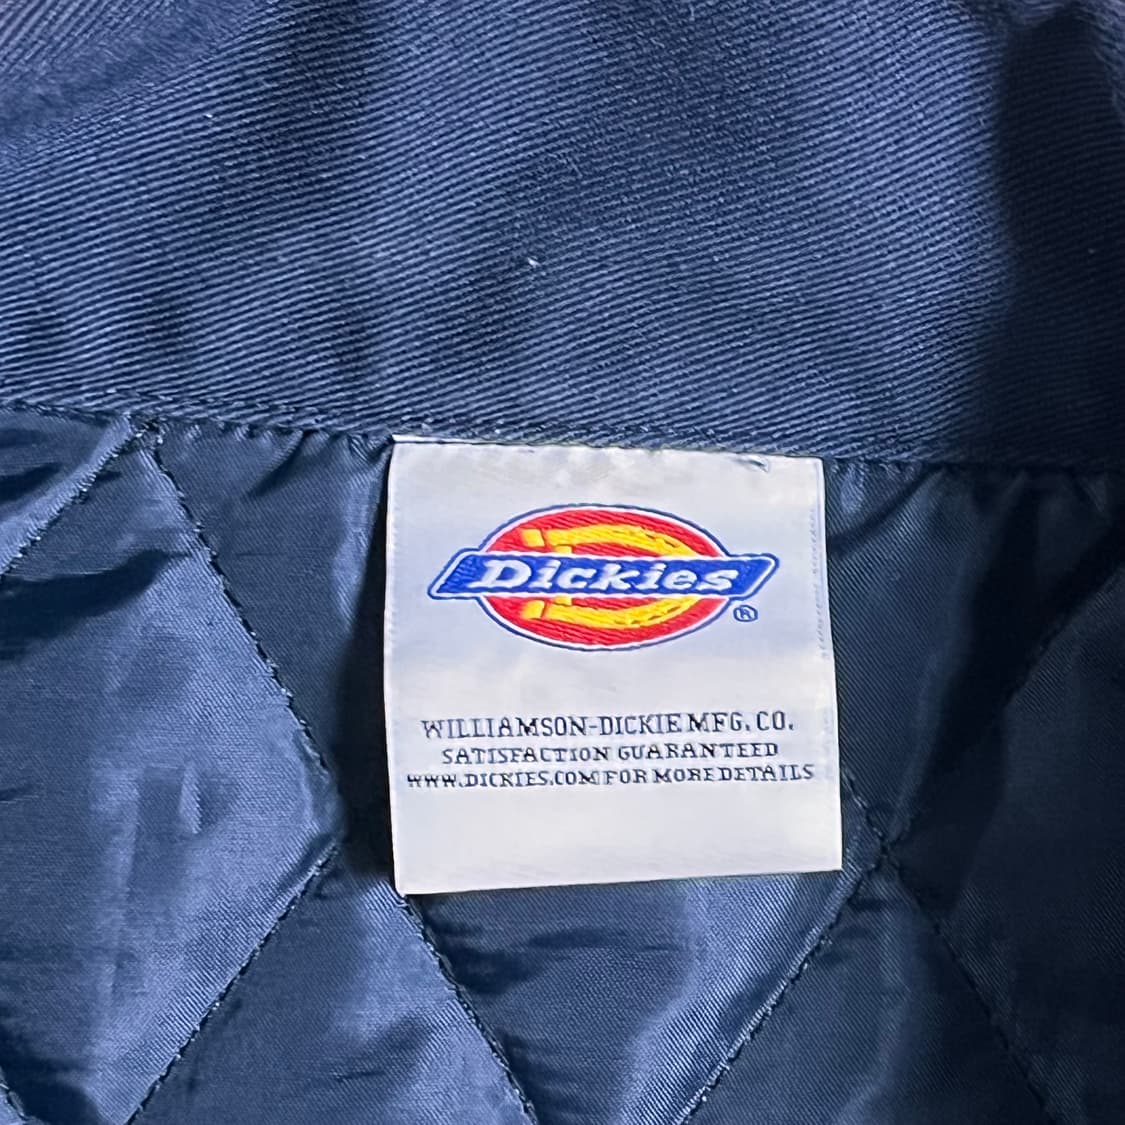 Dickies®
WILLIAMSON-DICKIE MFG. CO.
SATISFACTION GUARANTEED
WWW.DICKIES.COM FOR MORE DETAILS